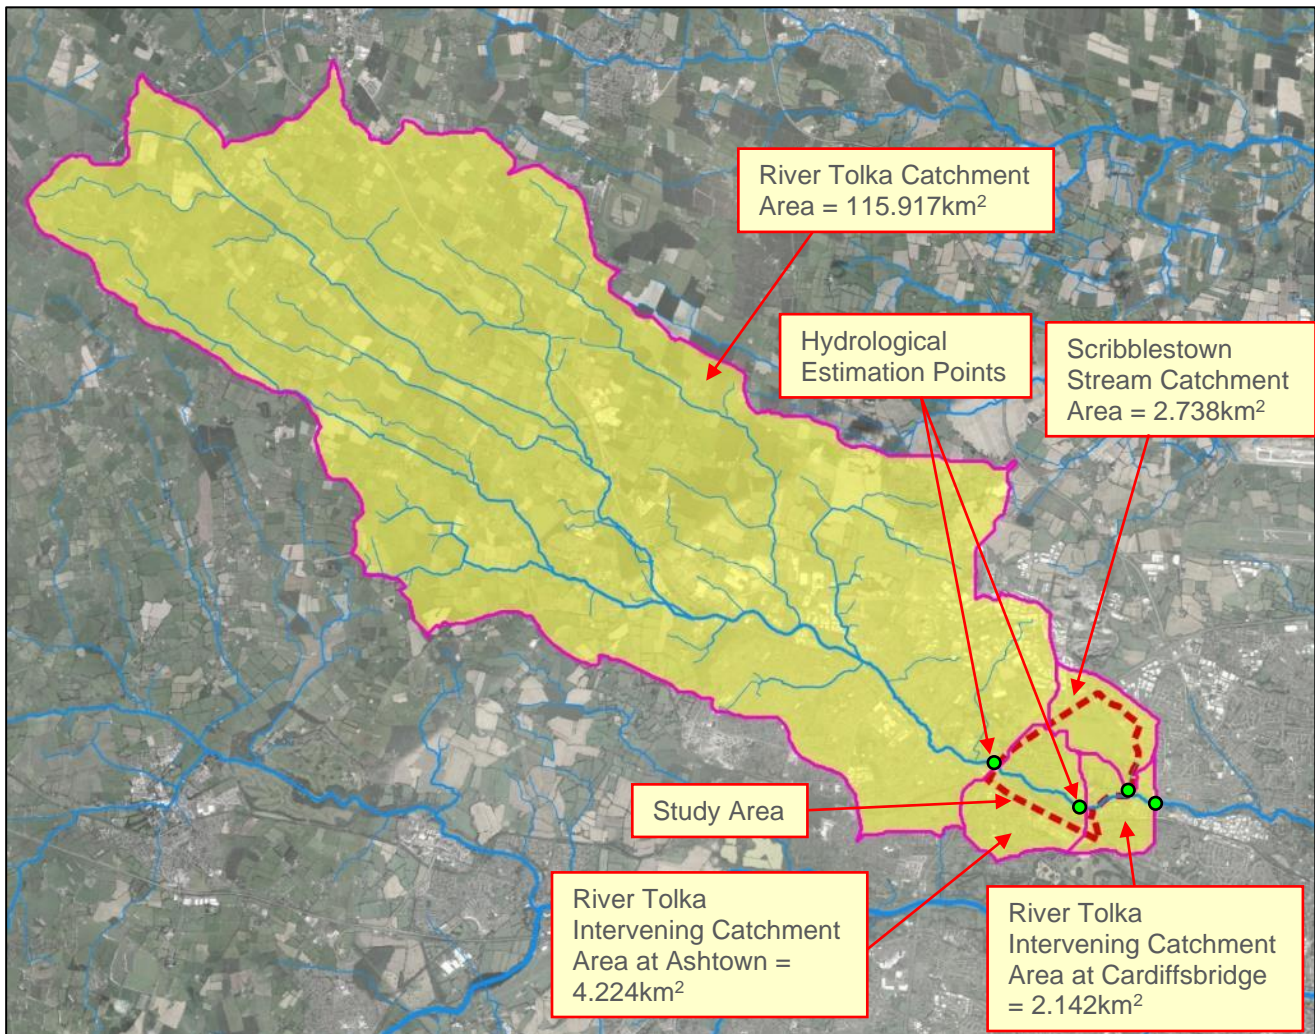 River Tolka Catchment
Area = 115.917km²
Hydrological
Estimation Points
Scribblestown
Stream Catchment
Area = 2.738km²
Study Area
River Tolka
Intervening Catchment
Area at Ashtown =
4.224km²
River Tolka
Intervening Catchment
Area at Cardiffsbridge
= 2.142km²